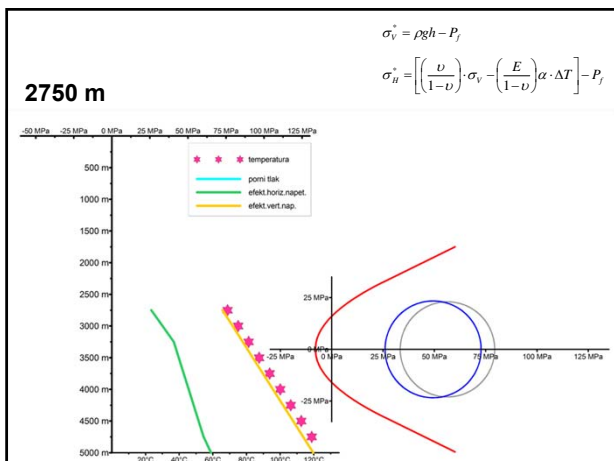 σ*V = ρgh − Pf
σ*H = [(υ/1−υ)·σV − (E/1−υ)α·ΔT] − Pf
2750 m
-50 MPa -25 MPa 0 MPa 25 MPa 50 MPa 75 MPa 100 MPa 125 MPa
temperatura
porni tlak
efekt.horiz.napet.
efekt.vert.nap.
500 m
1000 m
1500 m
2000 m
2500 m
3000 m
3500 m
4000 m
4500 m
5000 m
20°C 40°C 60°C 80°C 100°C 120°C
25 MPa
-25 MPa 0 MPa 25 MPa 50 MPa 75 MPa 100 MPa 125 MPa
-25 MPa